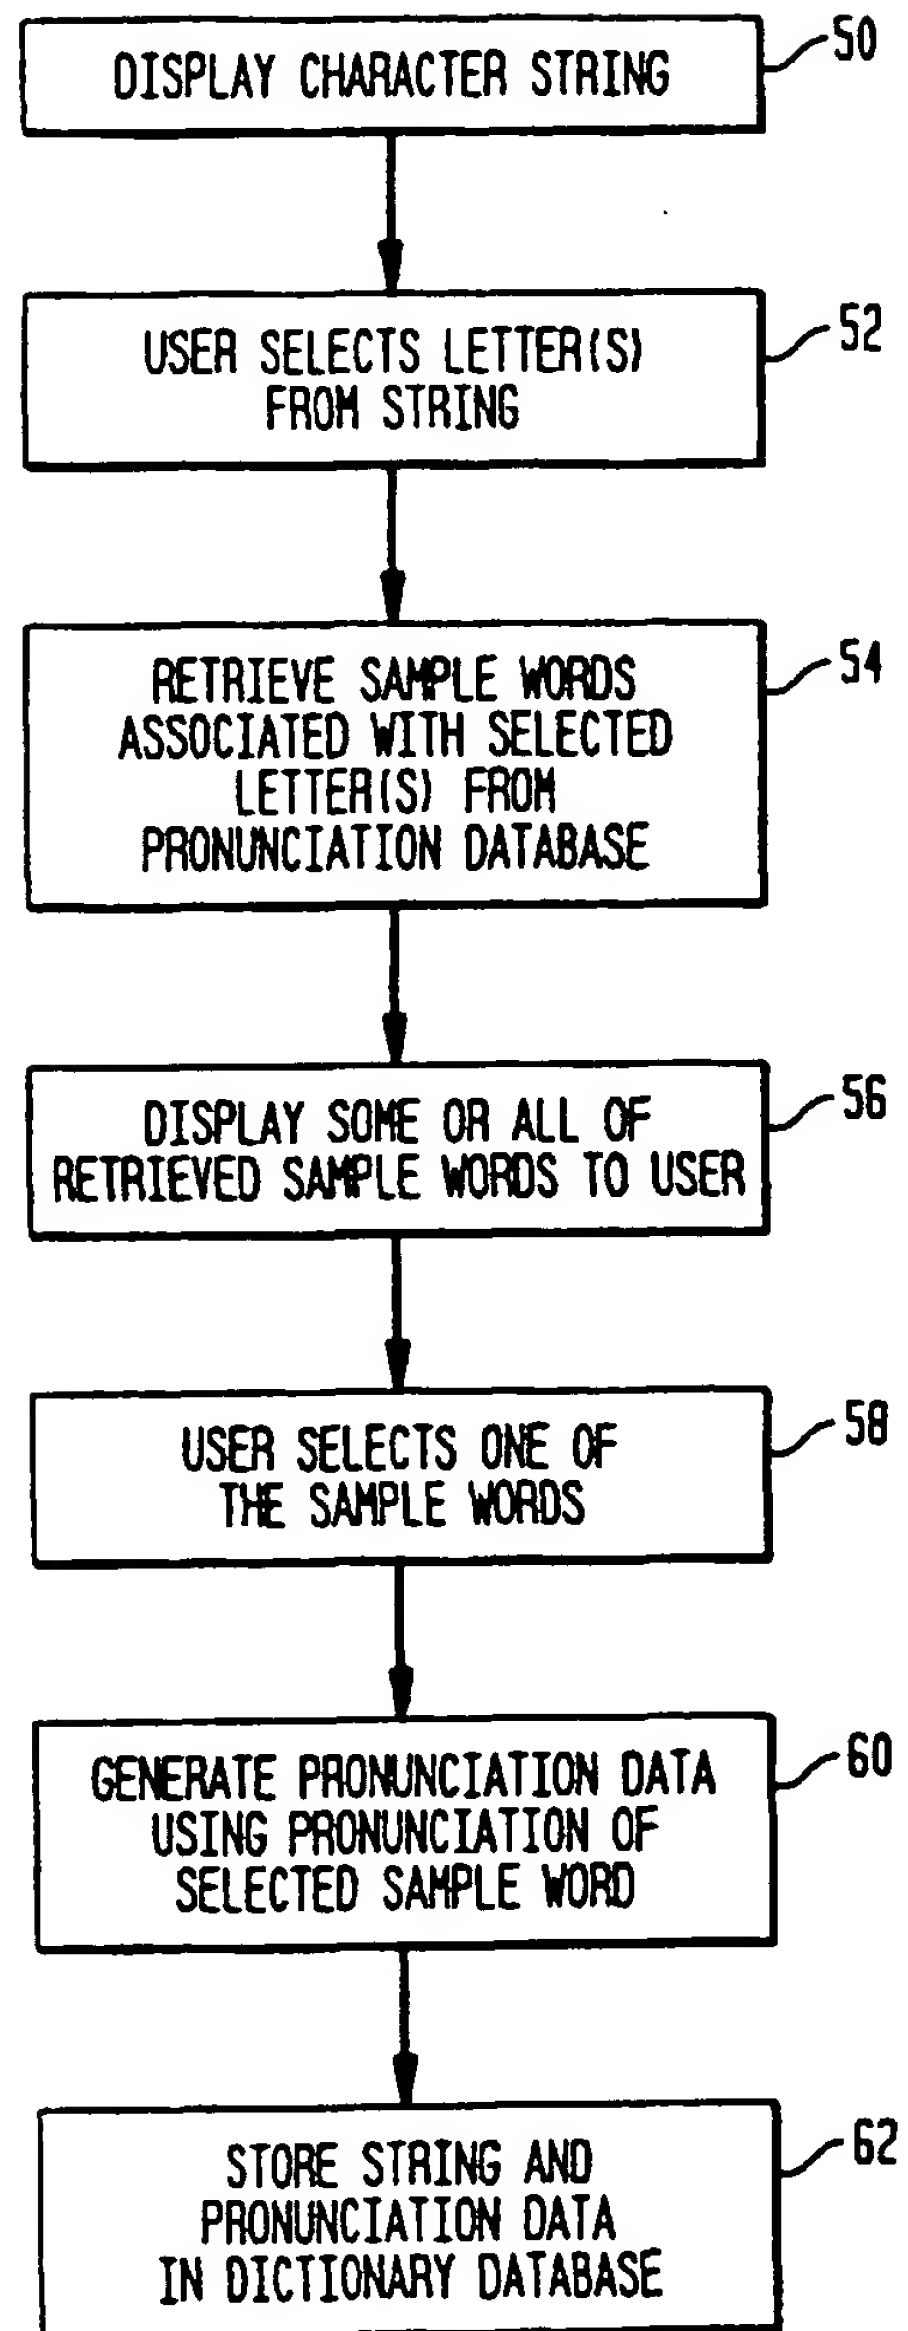 DISPLAY CHARACTER STRING
50
USER SELECTS LETTER(S)
FROM STRING
52
RETRIEVE SAMPLE WORDS
ASSOCIATED WITH SELECTED
LETTER(S) FROM
PRONUNCIATION DATABASE
54
DISPLAY SOME OR ALL OF
RETRIEVED SAMPLE WORDS TO USER
56
USER SELECTS ONE OF
THE SAMPLE WORDS
58
GENERATE PRONUNCIATION DATA
USING PRONUNCIATION OF
SELECTED SAMPLE WORD
60
STORE STRING AND
PRONUNCIATION DATA
IN DICTIONARY DATABASE
62